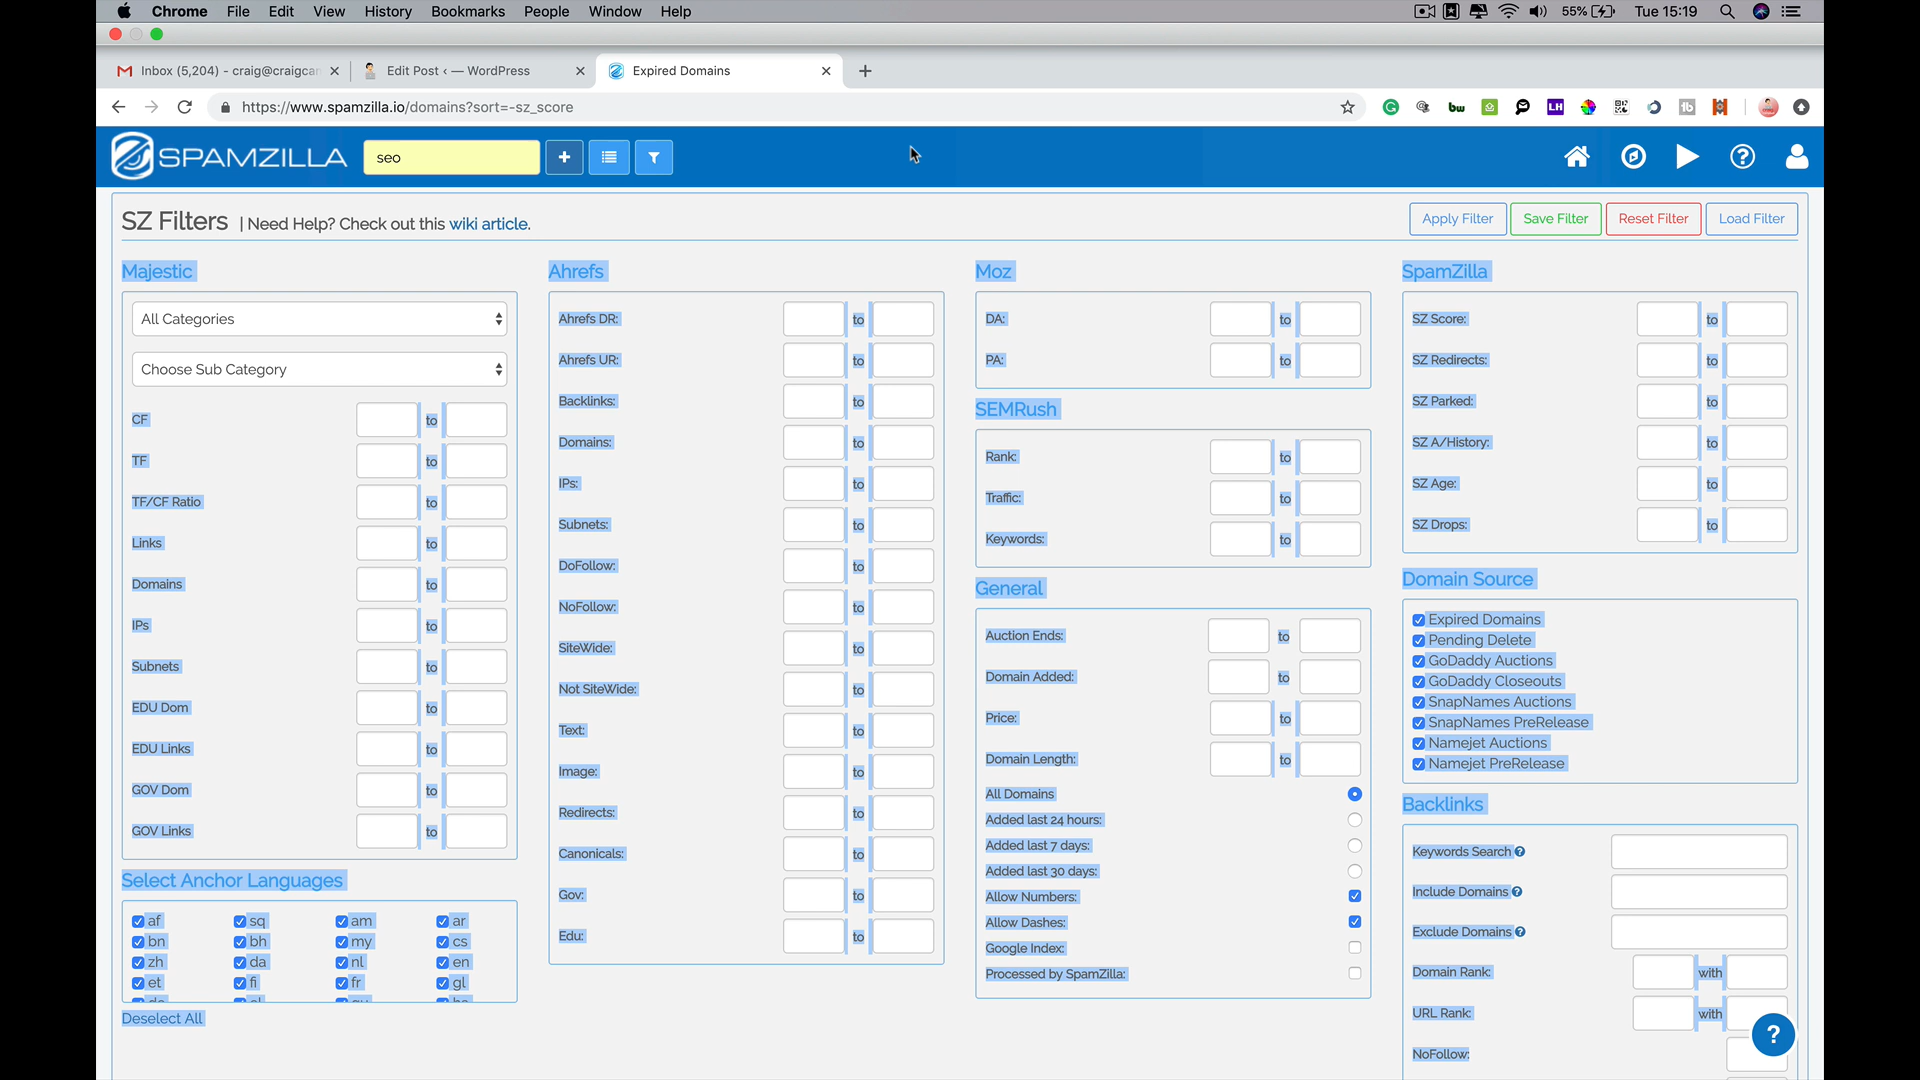 Chrome File Edit View History Bookmarks People Window Help 55% Tue 15:19
Inbox (5,204) - craig@craigcan
Edit Post ‹ — WordPress
Expired Domains
https://www.spamzilla.io/domains?sort=-sz_score
SPAMZILLA
seo
SZ Filters | Need Help? Check out this wiki article.
Apply Filter
Save Filter
Reset Filter
Load Filter
Majestic
All Categories
Choose Sub Category
CF to
TF to
TF/CF Ratio to
Links to
Domains to
IPs to
Subnets to
EDU Dom to
EDU Links to
GOV Dom to
GOV Links to
Select Anchor Languages
af sq am ar
bn bh my cs
zh da nl en
et fi fr gl
Deselect All
Ahrefs
Ahrefs DR: to
Ahrefs UR: to
Backlinks: to
Domains: to
IPs: to
Subnets: to
DoFollow: to
NoFollow: to
SiteWide: to
Not SiteWide: to
Text: to
Image: to
Redirects: to
Canonicals: to
Gov: to
Edu: to
Moz
DA: to
PA: to
SEMRush
Rank: to
Traffic: to
Keywords: to
General
Auction Ends: to
Domain Added: to
Price: to
Domain Length: to
All Domains
Added last 24 hours:
Added last 7 days:
Added last 30 days:
Allow Numbers:
Allow Dashes:
Google Index:
Processed by SpamZilla:
SpamZilla
SZ Score: to
SZ Redirects: to
SZ Parked: to
SZ A/History: to
SZ Age: to
SZ Drops: to
Domain Source
Expired Domains
Pending Delete
GoDaddy Auctions
GoDaddy Closeouts
SnapNames Auctions
SnapNames PreRelease
Namejet Auctions
Namejet PreRelease
Backlinks
Keywords Search ?
Include Domains ?
Exclude Domains ?
Domain Rank: with
URL Rank: with
NoFollow:
?